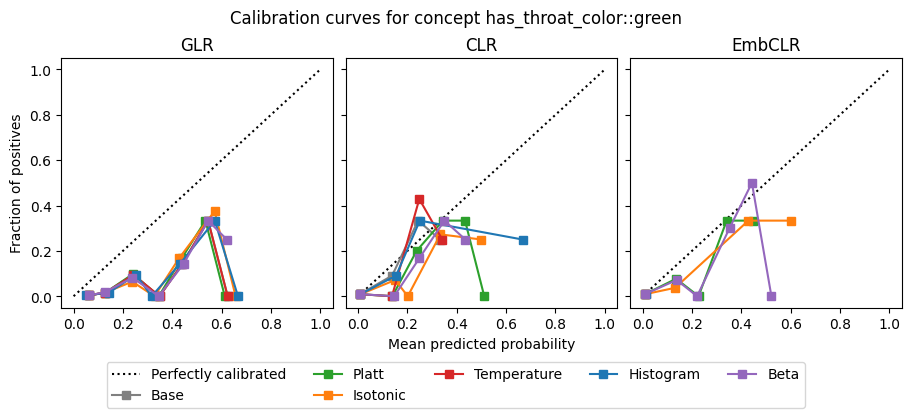 Calibration curves for concept has_throat_color::green
GLR
CLR
EmbCLR
Fraction of positives
1.0
0.8
0.6
0.4
0.2
0.0
0.0 0.2 0.4 0.6 0.8 1.0
0.0 0.2 0.4 0.6 0.8 1.0
0.0 0.2 0.4 0.6 0.8 1.0
Mean predicted probability
Perfectly calibrated
Base
Platt
Isotonic
Temperature
Histogram
Beta